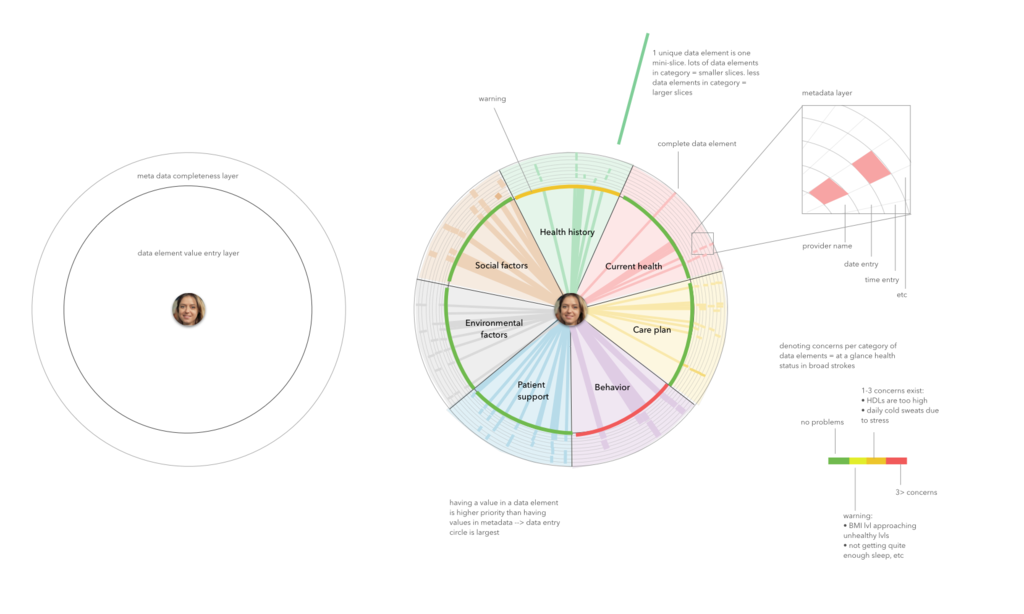 meta data completeness layer
data element value entry layer
1 unique data element is one
mini-slice. lots of data elements
in category = smaller slices. less
data elements in category =
larger slices
warning
metadata layer
complete data element
Health history
Social factors
Current health
Environmental
factors
Care plan
Patient
support
Behavior
provider name
date entry
time entry
etc
denoting concerns per category of
data elements = at a glance health
status in broad strokes
1-3 concerns exist:
• HDLs are too high
• daily cold sweats due
to stress
no problems
3> concerns
warning:
• BMI lvl approaching
unhealthy lvls
• not getting quite
enough sleep, etc
having a value in a data element
is higher priority than having
values in metadata --> data entry
circle is largest